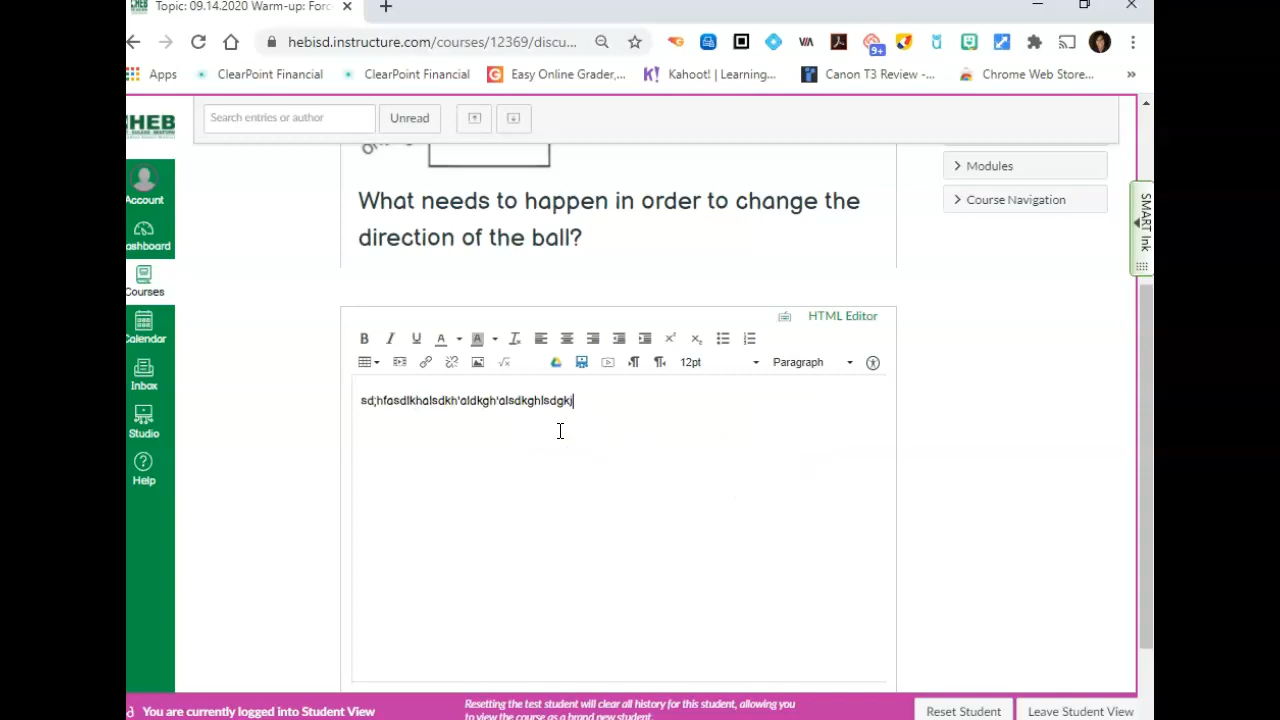 Topic: 09.14.2020 Warm-up: Forc
hebisd.instructure.com/courses/12369/discu...
VIA
9+
Apps
ClearPoint Financial
ClearPoint Financial
Easy Online Grader,...
K! Kahoot! | Learning...
Canon T3 Review -...
Chrome Web Store...
»
HEB
Search entries or author
Unread
Modules
Course Navigation
SMART Ink
Account
ashboard
Courses
Calendar
Inbox
Studio
Help
What needs to happen in order to change the
direction of the ball?
HTML Editor
12pt
Paragraph
sd;hfasdlkhalsdkh'aldkgh'alsdkghlsdgkj
You are currently logged into Student View
Resetting the test student will clear all history for this student, allowing you
to view the course as a brand new student.
Reset Student
Leave Student View